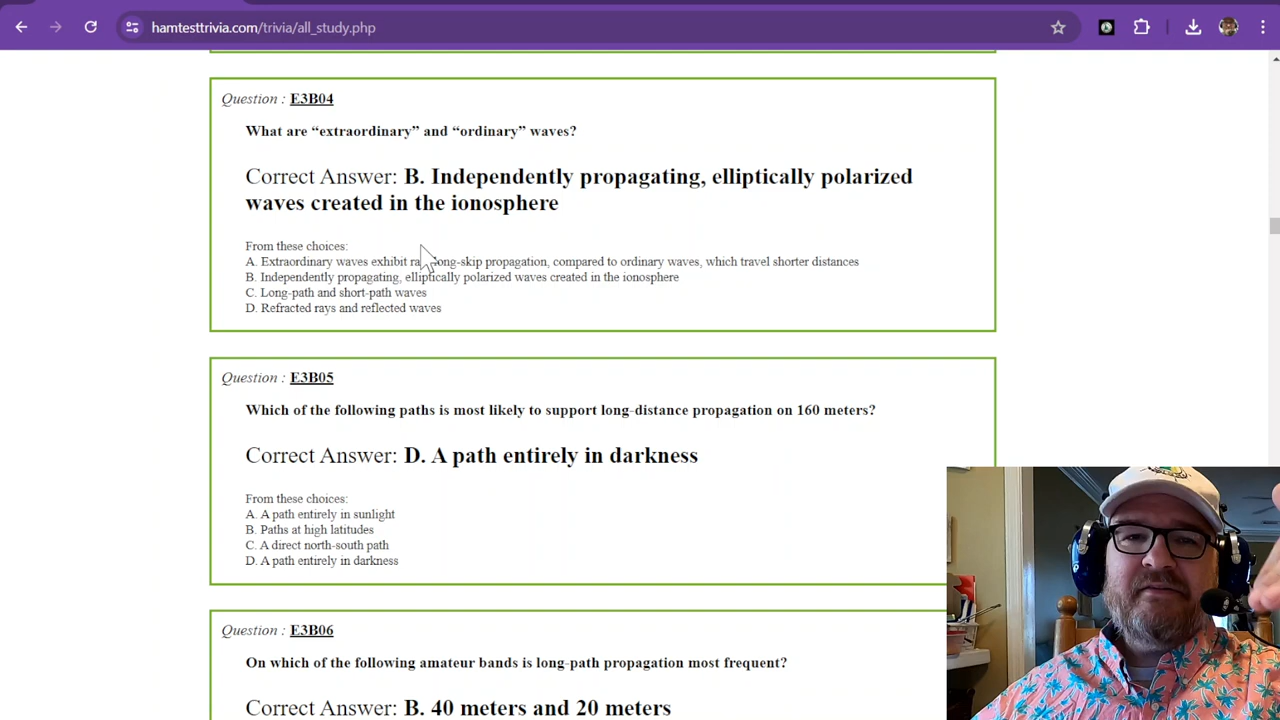 hamtesttrivia.com/trivia/all_study.php
Question : E3B04
What are “extraordinary” and “ordinary” waves?
Correct Answer: B. Independently propagating, elliptically polarized
waves created in the ionosphere
From these choices:
A. Extraordinary waves exhibit ra long-skip propagation, compared to ordinary waves, which travel shorter distances
B. Independently propagating, elliptically polarized waves created in the ionosphere
C. Long-path and short-path waves
D. Refracted rays and reflected waves
Question : E3B05
Which of the following paths is most likely to support long-distance propagation on 160 meters?
Correct Answer: D. A path entirely in darkness
From these choices:
A. A path entirely in sunlight
B. Paths at high latitudes
C. A direct north-south path
D. A path entirely in darkness
Question : E3B06
On which of the following amateur bands is long-path propagation most frequent?
Correct Answer: B. 40 meters and 20 meters